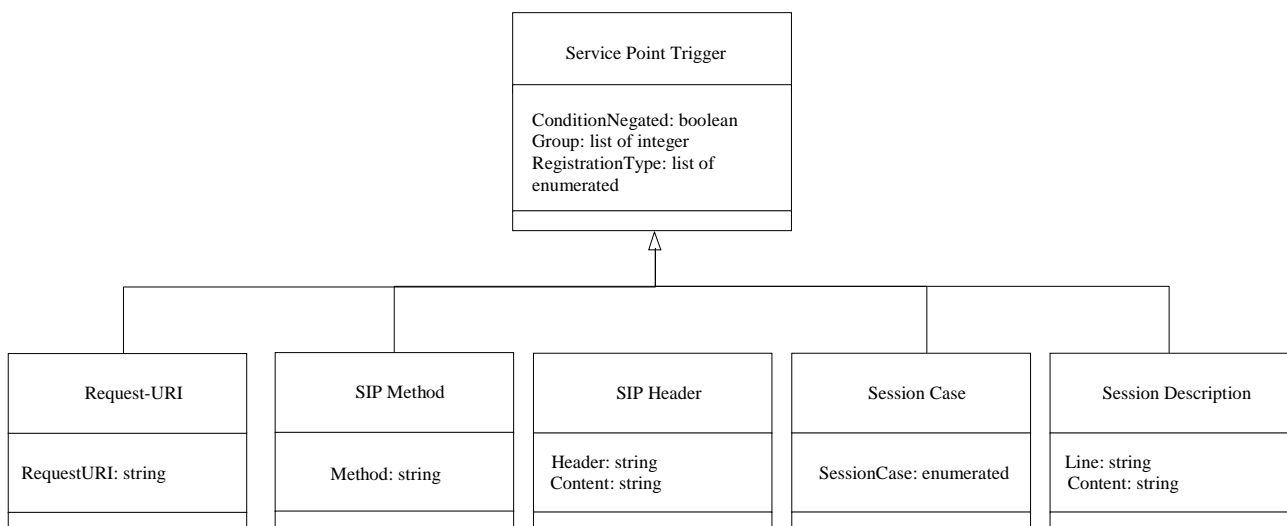 Service Point Trigger
ConditionNegated: boolean
Group: list of integer
RegistrationType: list of
enumerated
Request-URI
RequestURI: string
SIP Method
Method: string
SIP Header
Header: string
Content: string
Session Case
SessionCase: enumerated
Session Description
Line: string
Content: string